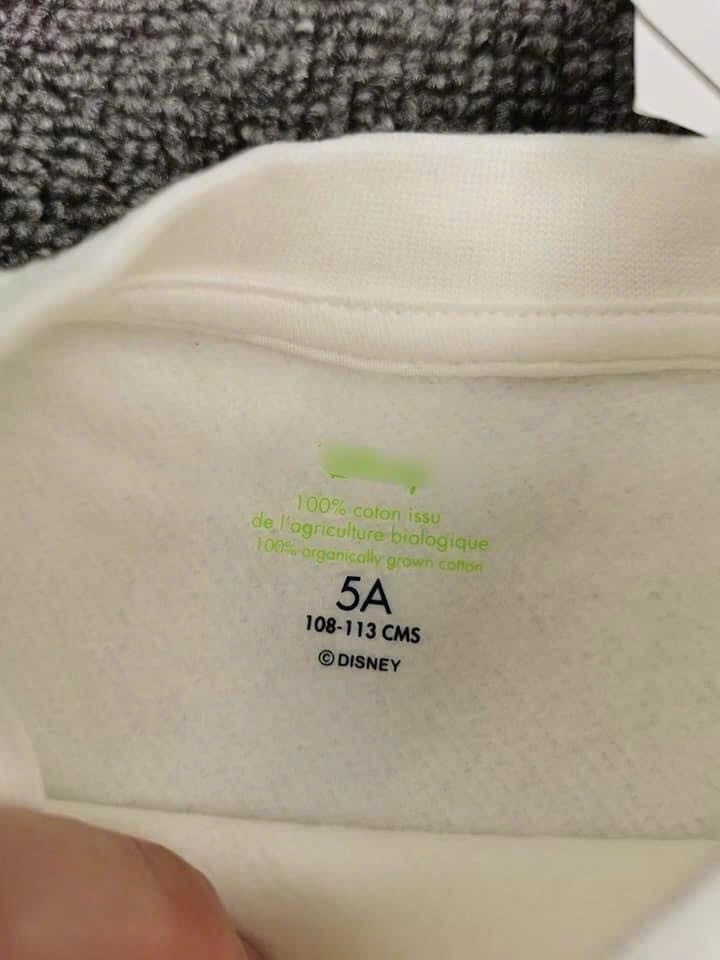 100% coton issu
de l'agriculture biologique
100% organically grown cotton
5A
108-113 CMS
© DISNEY